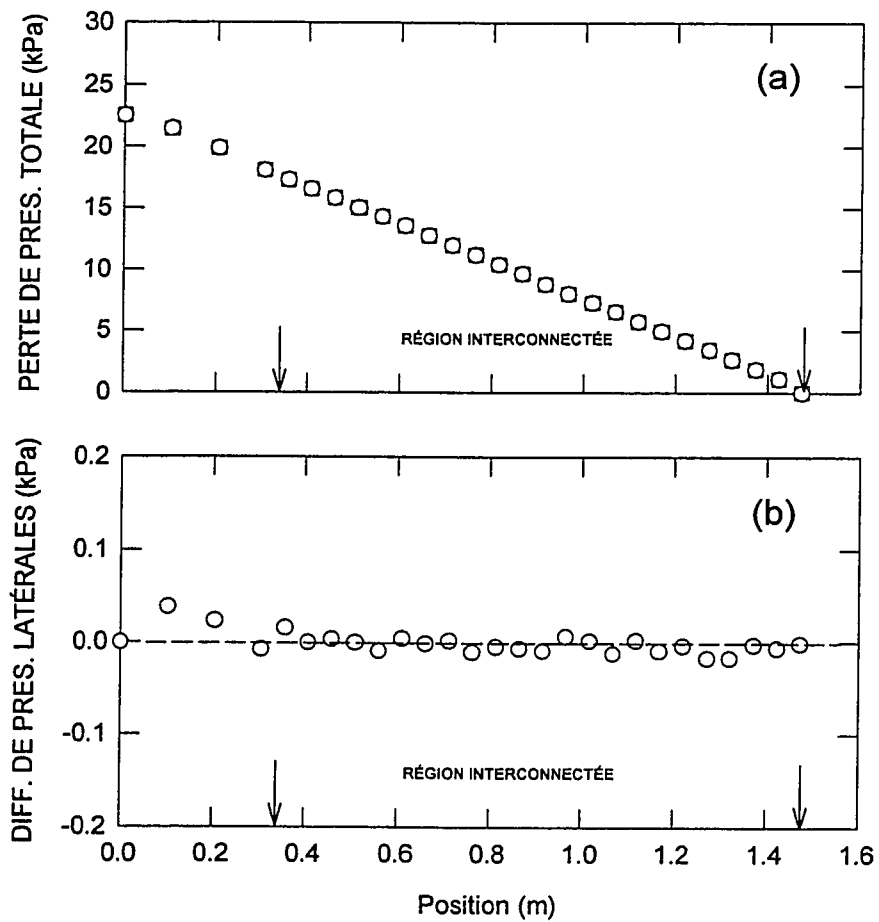 PERTE DE PRES. TOTALE (kPa)
30
25
20
15
10
5
0
(a)
RÉGION INTERCONNECTÉE
DIFF. DE PRES. LATÉRALES (kPa)
0.2
0.1
0.0
-0.1
-0.2
(b)
RÉGION INTERCONNECTÉE
0.0 0.2 0.4 0.6 0.8 1.0 1.2 1.4 1.6
Position (m)